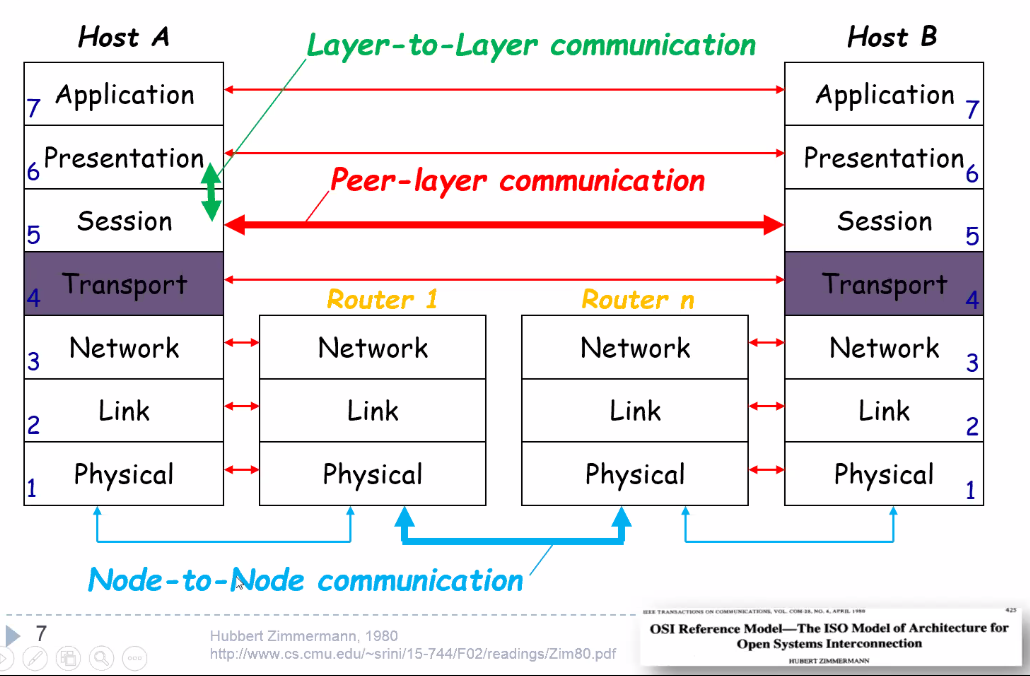 Host A
Layer-to-Layer communication
Host B
Application
7
Application
7
Presentation
6
Presentation
6
Peer-layer communication
Session
5
Session
5
Transport
4
Transport
4
Router 1
Router n
Network
3
Network
Network
Network
3
Link
2
Link
Link
Link
2
Physical
1
Physical
Physical
Physical
1
Node-to-Node communication
7
Hubbert Zimmermann, 1980
http://www.cs.cmu.edu/~srini/15-744/F02/readings/Zim80.pdf
IEEE TRANSACTIONS ON COMMUNICATIONS, VOL. COM-28, NO. 4, APRIL 1980
425
OSI Reference Model—The ISO Model of Architecture for
Open Systems Interconnection
HUBERT ZIMMERMANN